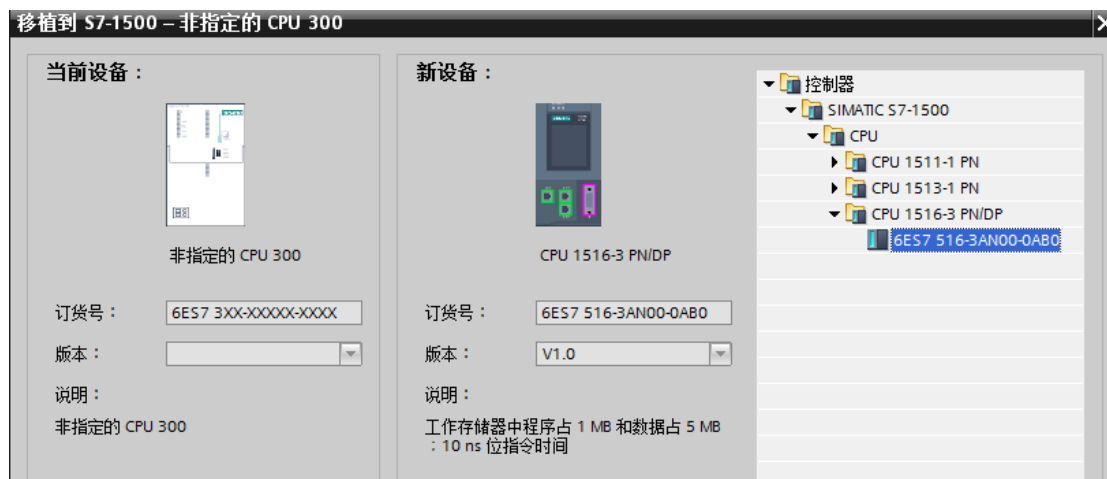 移植到 S7-1500 – 非指定的 CPU 300
当前设备：
非指定的 CPU 300
订货号：
6ES7 3XX-XXXXX-XXXX
版本：
说明：
非指定的 CPU 300
新设备：
CPU 1516-3 PN/DP
订货号：
6ES7 516-3AN00-0AB0
版本：
V1.0
说明：
工作存储器中程序占 1 MB 和数据占 5 MB
：10 ns 位指令时间
控制器
SIMATIC S7-1500
CPU
CPU 1511-1 PN
CPU 1513-1 PN
CPU 1516-3 PN/DP
6ES7 516-3AN00-0AB0